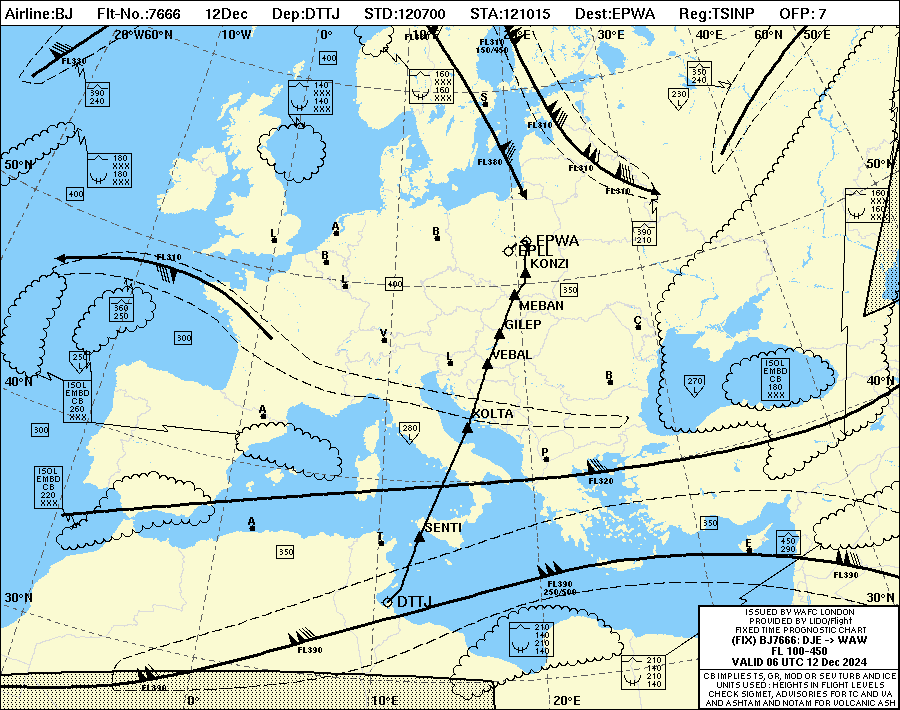 Airline:BJ Flt-No.:7666 12Dec Dep:DTTJ STD:120700 STA:121015 Dest:EPWA Reg:TSINP OFP: 7
20°W 60°N 10°W 0° 10°E 20°E 30°E 40°E 60°N 50°E
FL330
FL310
150/450
400
390
240
140
XXX
140
XXX
160
XXX
160
XXX
350
240
230
L
S
FL310
FL380
FL310
FL310
50°N
50°N
180
XXX
180
XXX
400
160
XXX
160
XXX
390
210
L
A
B
B
L
EPWA
EPLL
KONZI
FL310
400
350
MEBAN
360
250
GILEP
C
300
V
VEBAL
L
250
L
ISOL
EMBD
CB
180
XXX
270
L
B
40°N
40°N
ISOL
EMBD
CB
260
XXX
A
XOLTA
300
280
L
P
FL320
ISOL
EMBD
CB
220
XXX
A
SENTI
350
T
350
E
450
290
FL390
250/500
FL390
30°N
30°N
DTTJ
FL390
210
140
210
140
210
140
210
140
FL390
0° 10°E 20°E
ISSUED BY WAFC LONDON
PROVIDED BY LIDO/Flight
FIXED TIME PROGNOSTIC CHART
(FIX) BJ7666: DJE -> WAW
FL 100-450
VALID 06 UTC 12 Dec 2024
CB IMPLIES TS, GR, MOD OR SEV TURB AND ICE
UNITS USED : HEIGHTS IN FLIGHT LEVELS
CHECK SIGMET, ADVISORIES FOR TC AND VA
AND ASHTAM AND NOTAM FOR VOLCANIC ASH